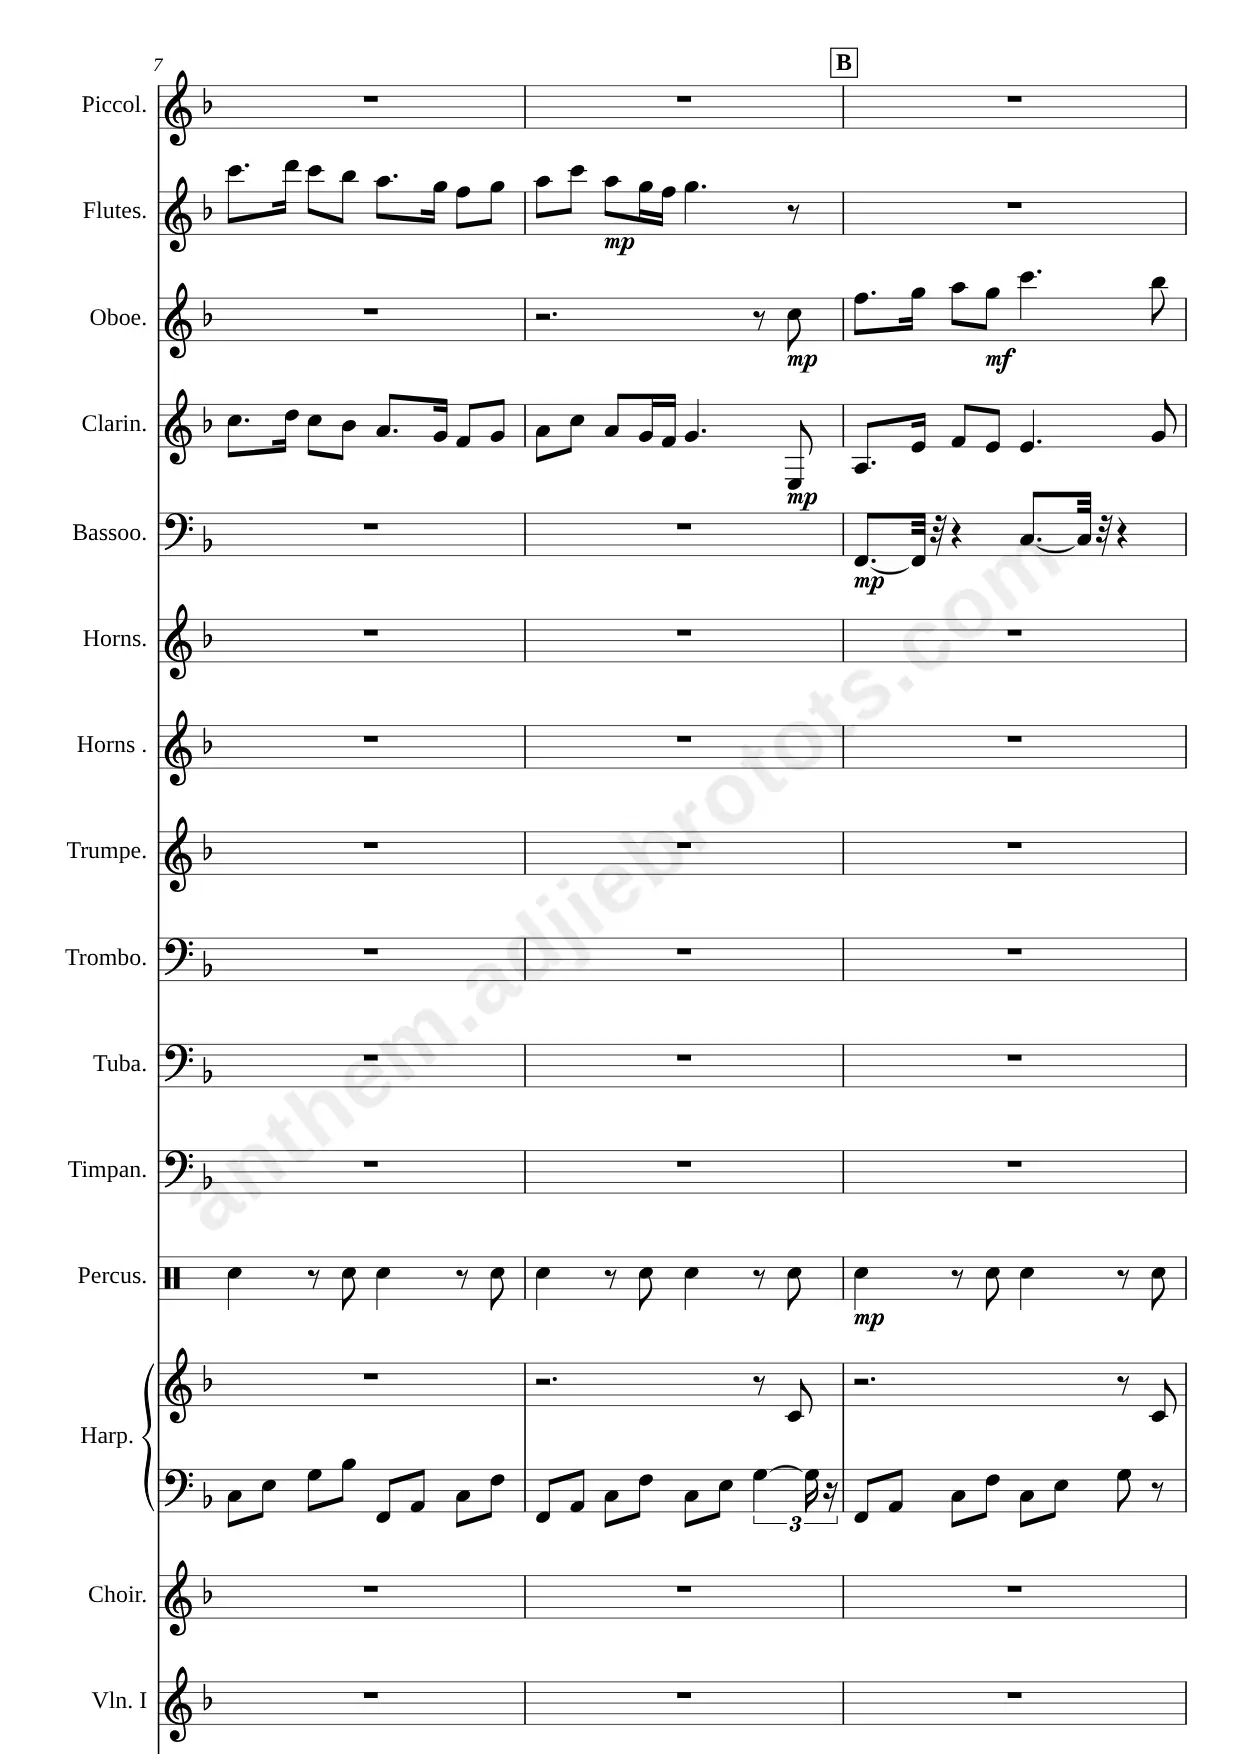 7
B
Piccol.
Flutes.
mp
Oboe.
mp
mf
Clarin.
mp
Bassoo.
mp
Horns.
Horns .
Trumpe.
Trombo.
Tuba.
Timpan.
Percus.
mp
Harp.
3
Choir.
Vln. I
anthem.adjiebrotots.com